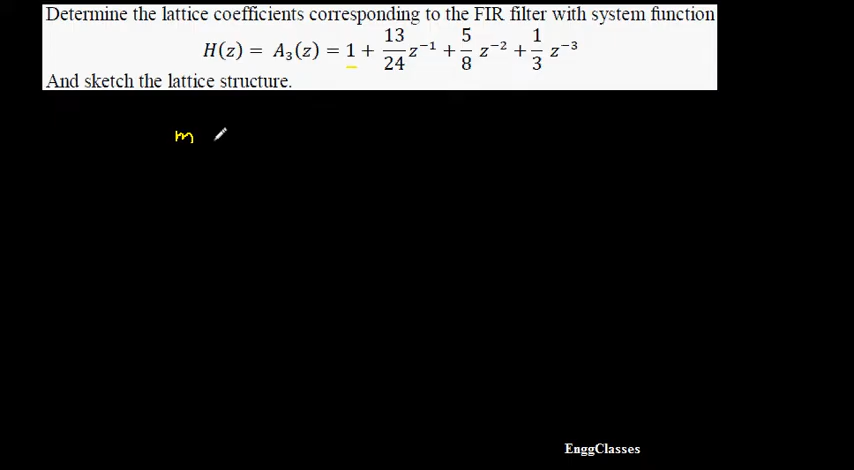 Determine the lattice coefficients corresponding to the FIR filter with system function
H(z) = A₃(z) = 1 + 13/24 z⁻¹ + 5/8 z⁻² + 1/3 z⁻³
And sketch the lattice structure.
m
EnggClasses